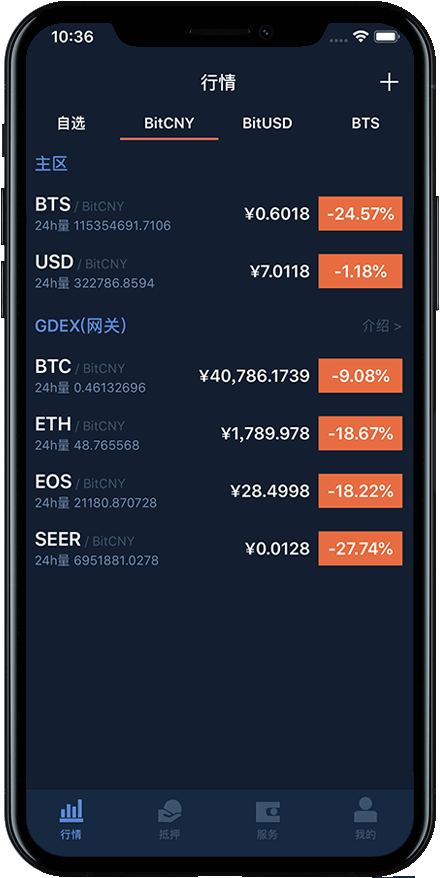 10:36
行情
自选 BitCNY BitUSD BTS
主区
BTS / BitCNY ¥0.6018 -24.57%
24h量 115354691.7106
USD / BitCNY ¥7.0118 -1.18%
24h量 322786.8594
GDEX(网关) 介绍 >
BTC / BitCNY ¥40,786.1739 -9.08%
24h量 0.46132696
ETH / BitCNY ¥1,789.978 -18.67%
24h量 48.765568
EOS / BitCNY ¥28.4998 -18.22%
24h量 21180.870728
SEER / BitCNY ¥0.0128 -27.74%
24h量 6951881.0278
行情 抵押 服务 我的